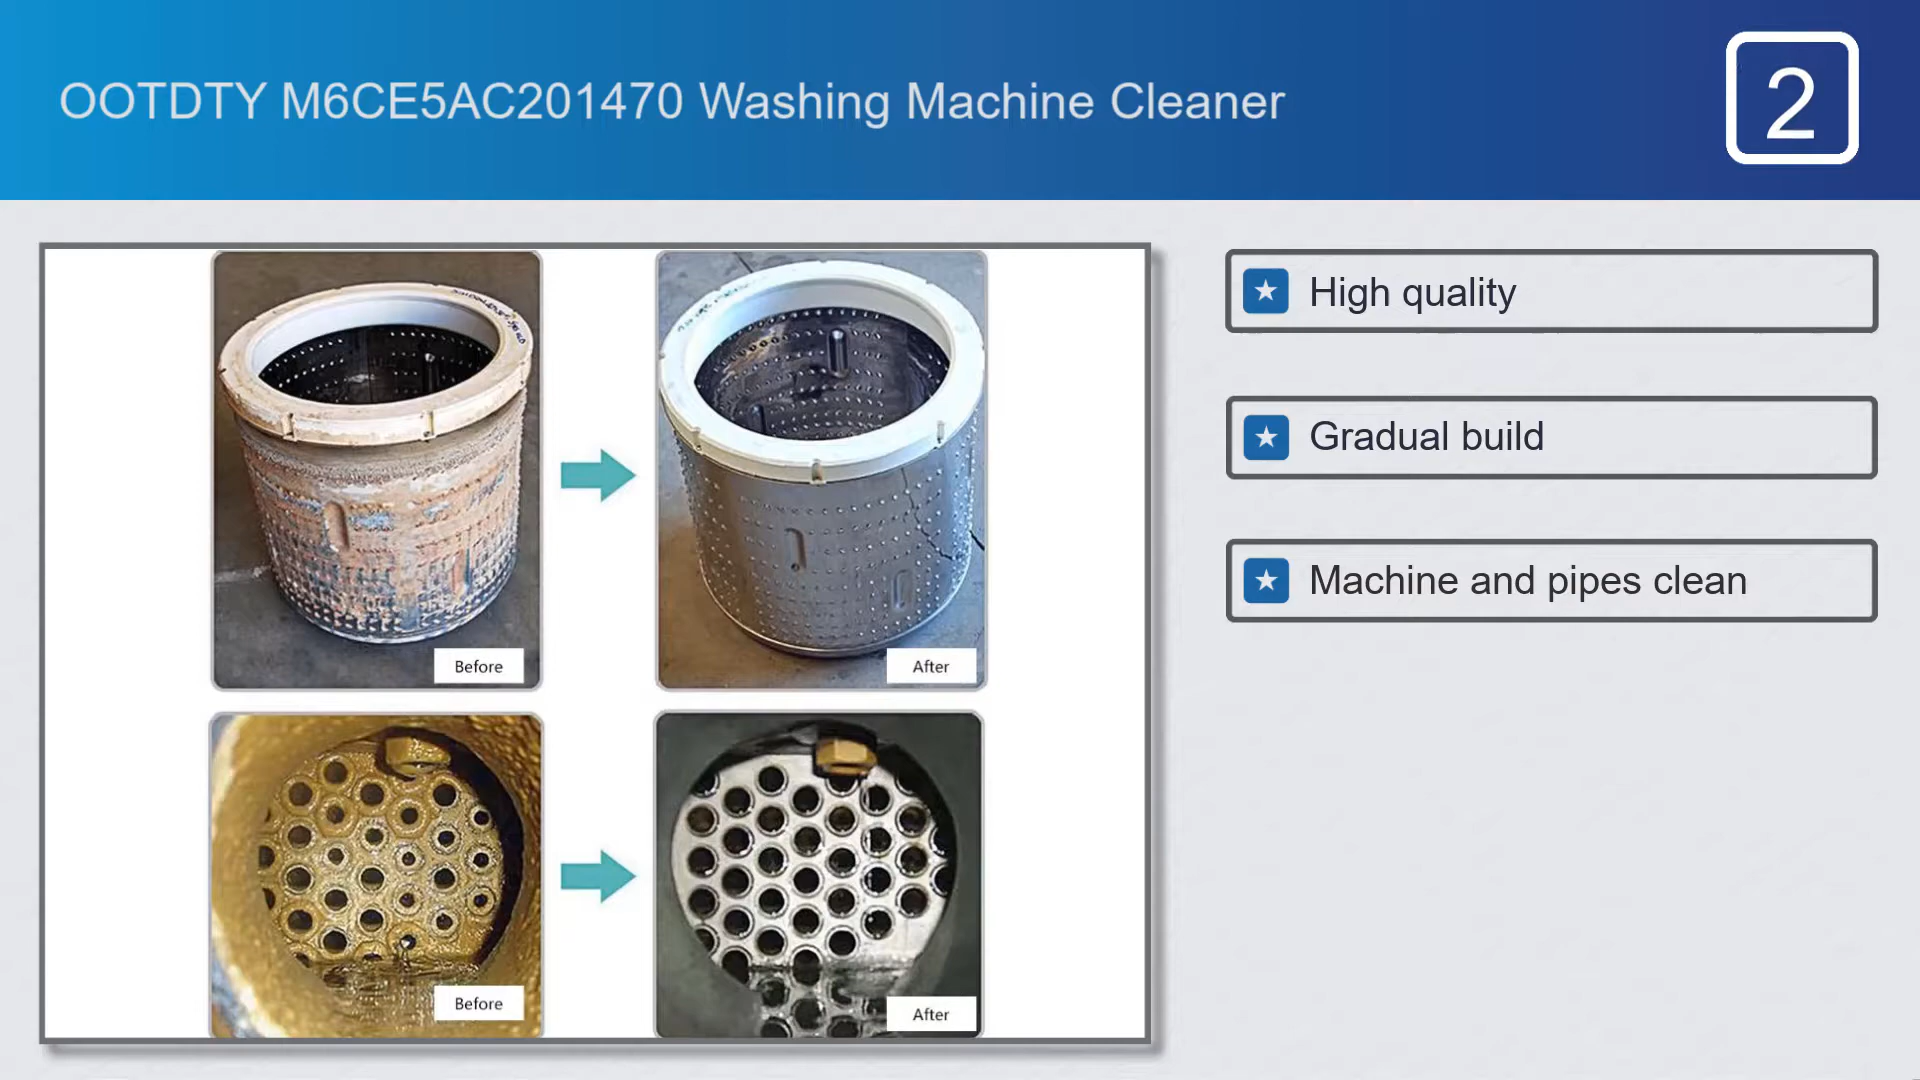 OOTDTY M6CE5AC201470 Washing Machine Cleaner
2
High quality
Gradual build
Machine and pipes clean
Before
After
Before
After